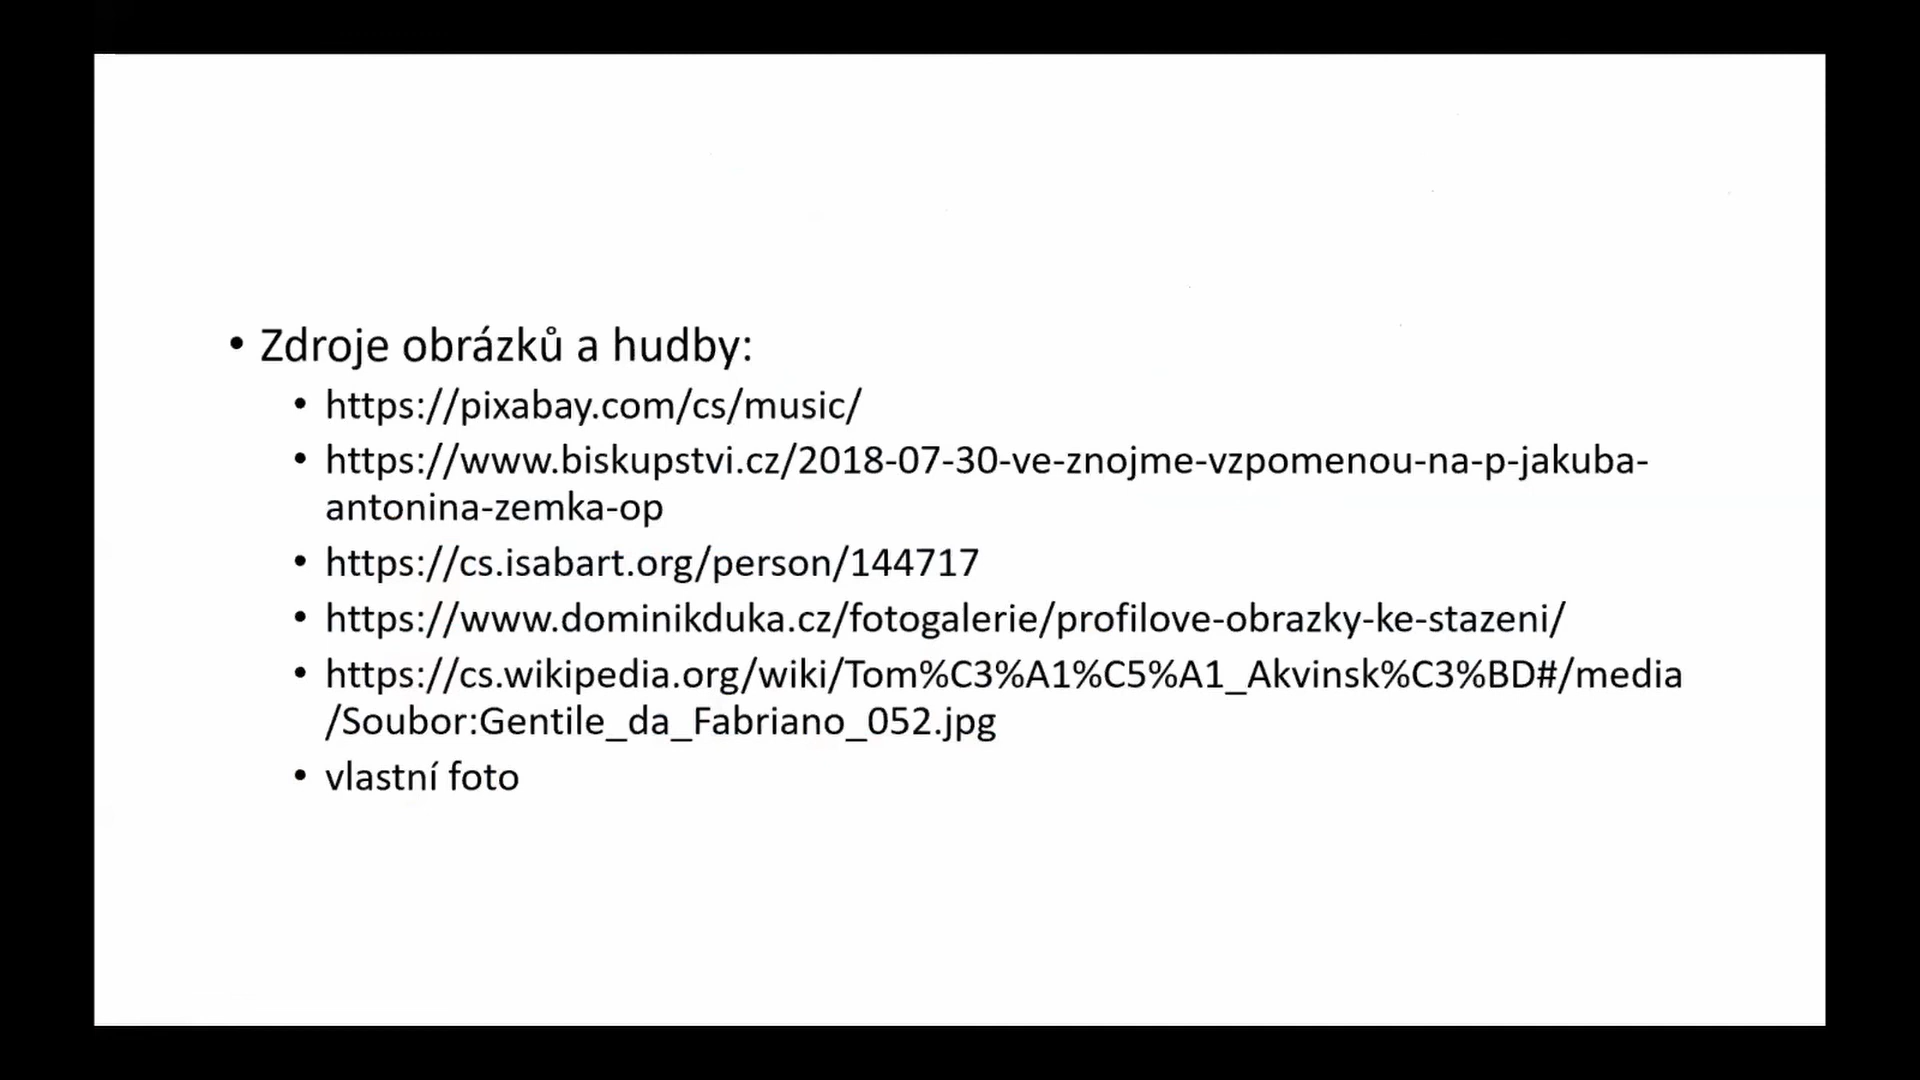 • Zdroje obrázků a hudby:
• https://pixabay.com/cs/music/
• https://www.biskupstvi.cz/2018-07-30-ve-znojme-vzpomenou-na-p-jakuba-
antonina-zemka-op
• https://cs.isabart.org/person/144717
• https://www.dominikduka.cz/fotogalerie/profilove-obrazky-ke-stazeni/
• https://cs.wikipedia.org/wiki/Tom%C3%A1%C5%A1_Akvinsk%C3%BD#/media
/Soubor:Gentile_da_Fabriano_052.jpg
• vlastní foto